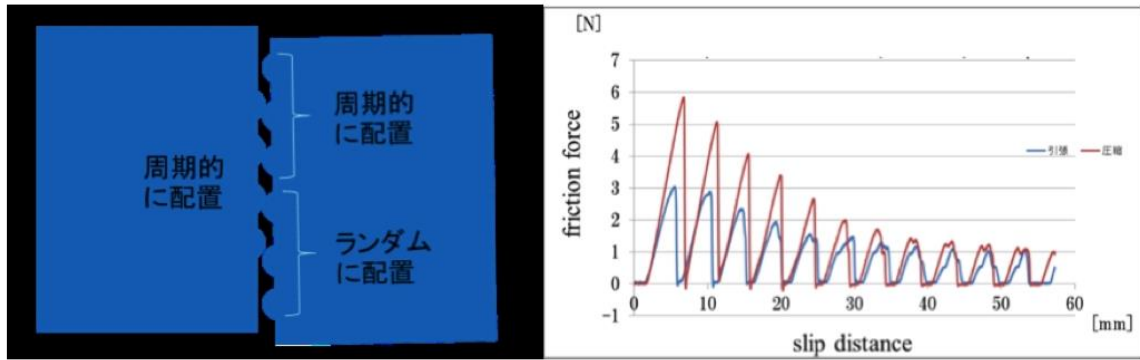 周期的
に配置
周期的
に配置
ランダム
に配置
[N]
friction force
7
6
5
4
3
2
1
0
-1
0 10 20 30 40 50 60
[mm]
slip distance
引張 圧縮